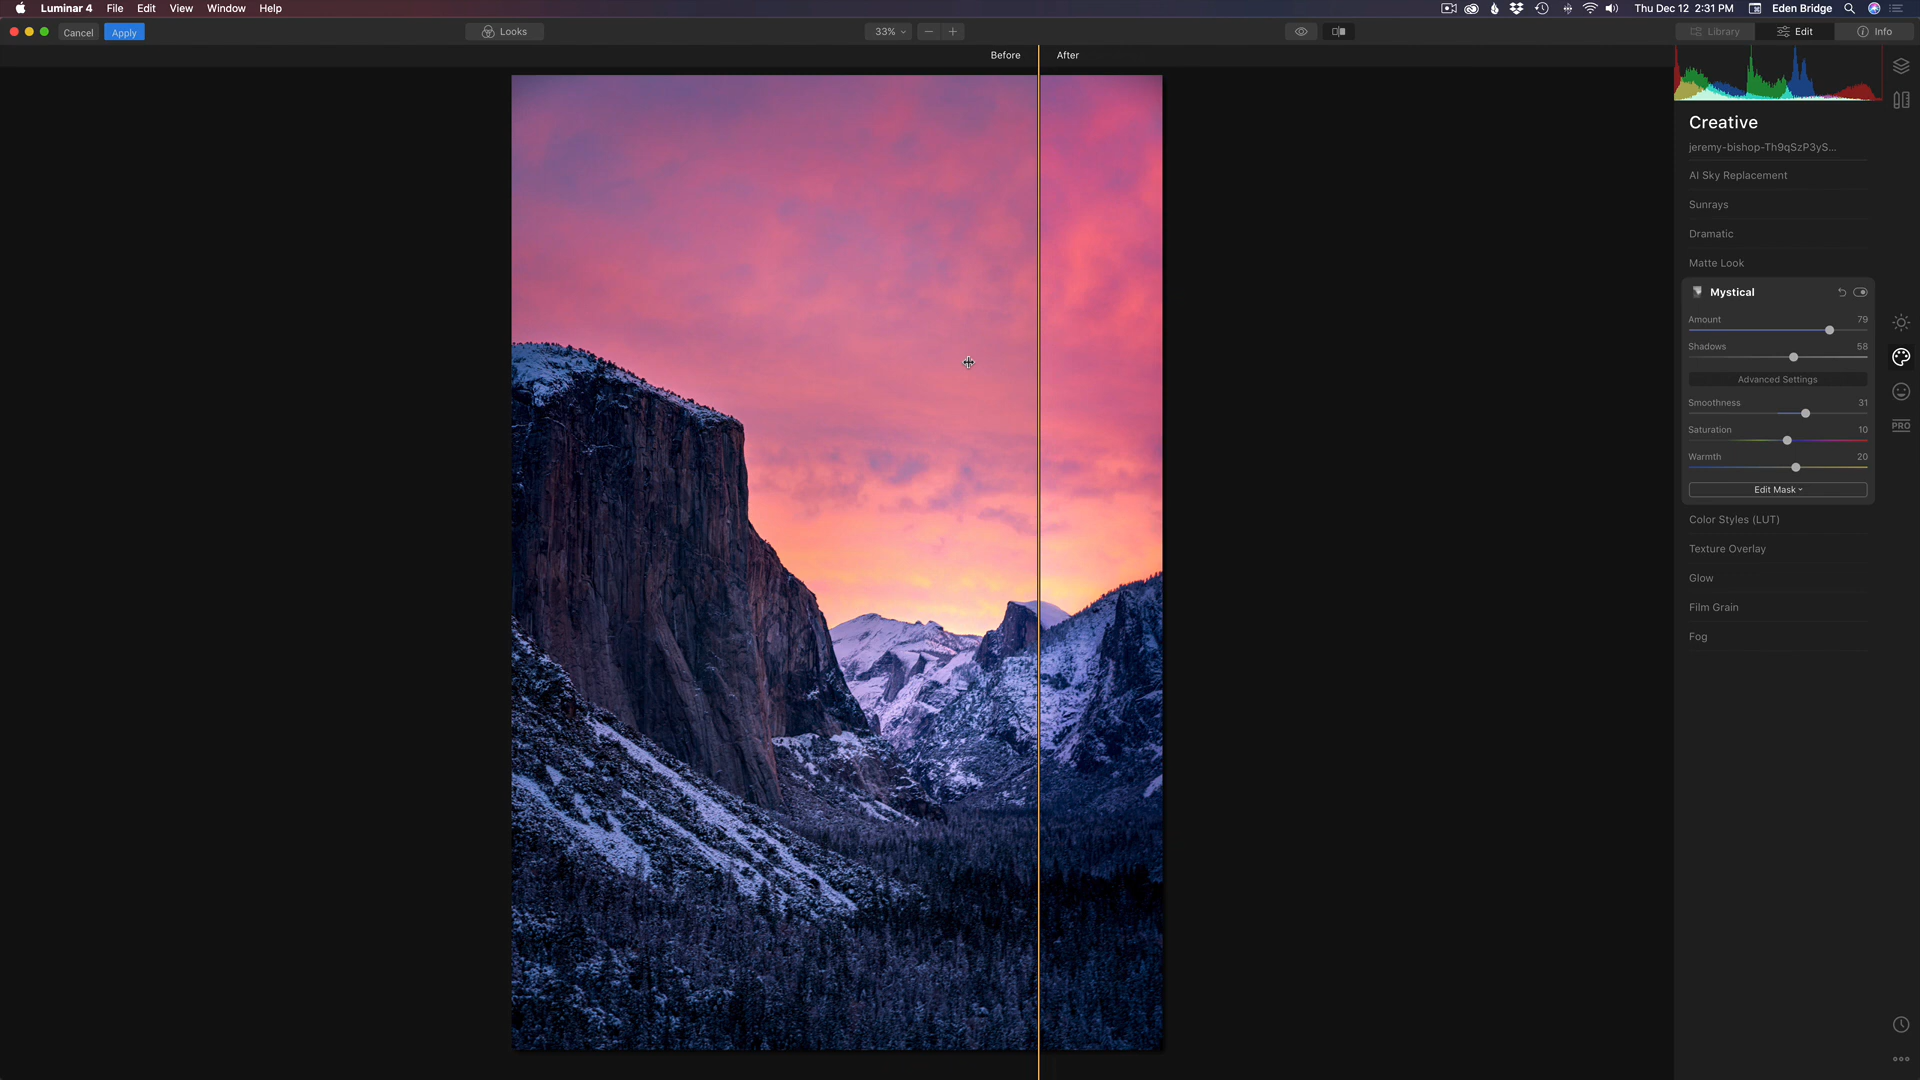 Luminar 4 File Edit View Window Help Thu Dec 12 2:31 PM Eden Bridge
Cancel Apply Looks 33% Library Edit Info
Before After
Creative
jeremy-bishop-Th9qSzP3yS...
AI Sky Replacement
Sunrays
Dramatic
Matte Look
Mystical
Amount 79
Shadows 58
Advanced Settings
Smoothness 31
Saturation 10
Warmth 20
Edit Mask
Color Styles (LUT)
Texture Overlay
Glow
Film Grain
Fog
PRO